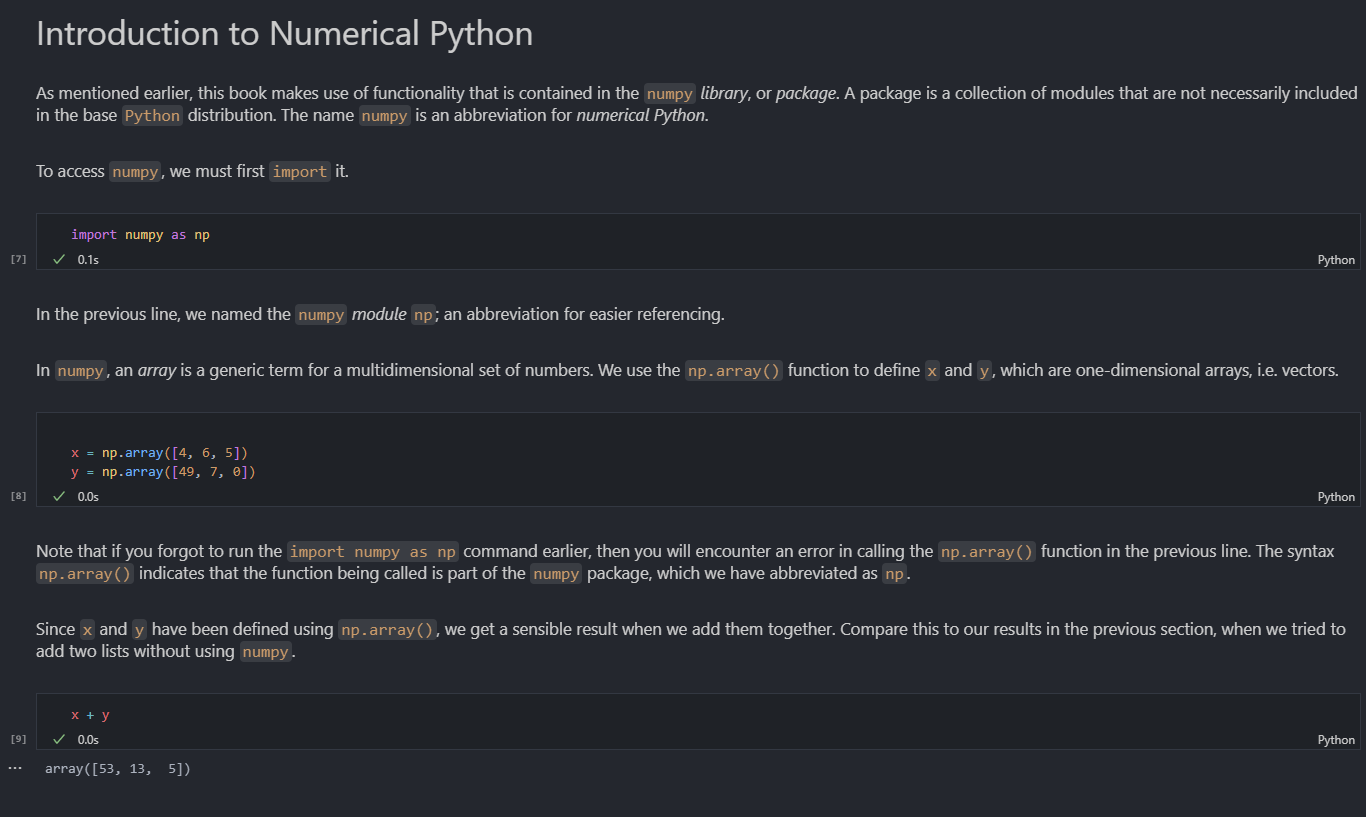 Introduction to Numerical Python
As mentioned earlier, this book makes use of functionality that is contained in the numpy library, or package. A package is a collection of modules that are not necessarily included
in the base Python distribution. The name numpy is an abbreviation for numerical Python.
To access numpy, we must first import it.
import numpy as np
[7] ✓ 0.1s Python
In the previous line, we named the numpy module np; an abbreviation for easier referencing.
In numpy, an array is a generic term for a multidimensional set of numbers. We use the np.array() function to define x and y, which are one-dimensional arrays, i.e. vectors.
x = np.array([4, 6, 5])
y = np.array([49, 7, 0])
[8] ✓ 0.0s Python
Note that if you forgot to run the import numpy as np command earlier, then you will encounter an error in calling the np.array() function in the previous line. The syntax
np.array() indicates that the function being called is part of the numpy package, which we have abbreviated as np.
Since x and y have been defined using np.array(), we get a sensible result when we add them together. Compare this to our results in the previous section, when we tried to
add two lists without using numpy.
x + y
[9] ✓ 0.0s Python
... array([53, 13,  5])